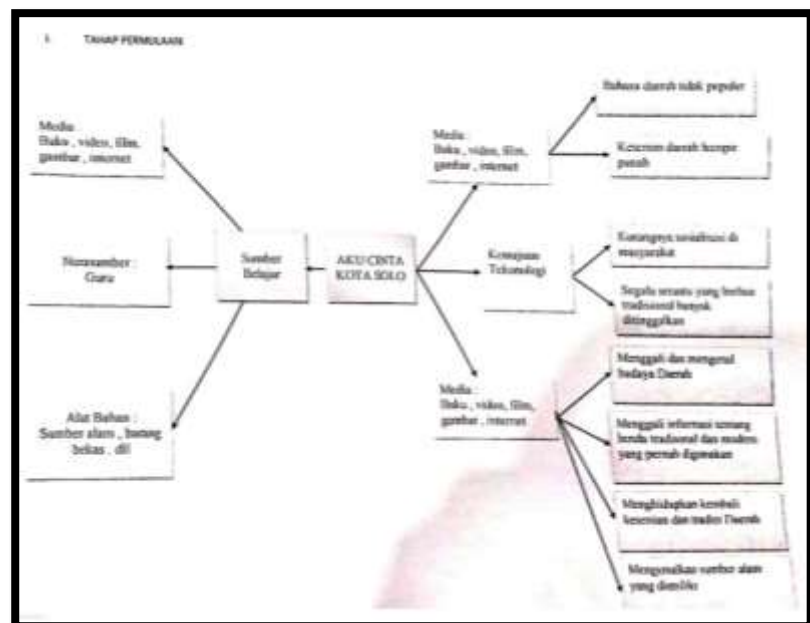 1. TAHAP PERMULAAN
Media :
Buku , video, film,
gambar , internet
Narasumber :
Guru
Alat Bahan :
Sumber alam , barang
bekas , dll
Sumber
Belajar
AKU CINTA
KOTA SOLO
Media :
Buku , video, film,
gambar , internet
Bahasa daerah tidak populer
Kesenian daerah hampir
punah
Kemajuan
Tekonologi
Kurangnya sosialisasi di
masyarakat
Segala sesuatu yang berbau
tradisional banyak
ditinggalkan
Media :
Buku , video, film,
gambar , internet
Menggali dan mengenal
budaya Daerah
Menggali informasi tentang
benda tradisional dan modern
yang pernah digunakan
Menghidupkan kembali
kesenian dan tradisi Daerah
Mengenalkan sumber alam
yang dimiliki